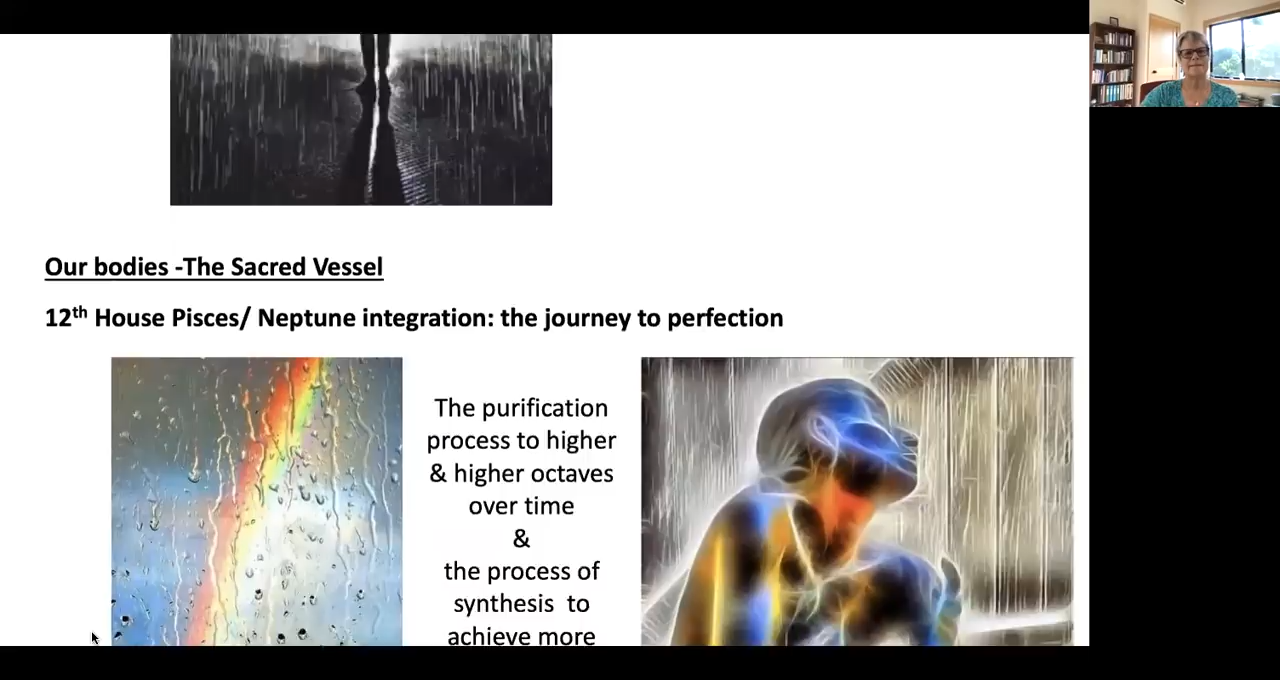 Our bodies -The Sacred Vessel
12th House Pisces/ Neptune integration: the journey to perfection
The purification
process to higher
& higher octaves
over time
&
the process of
synthesis to
achieve more